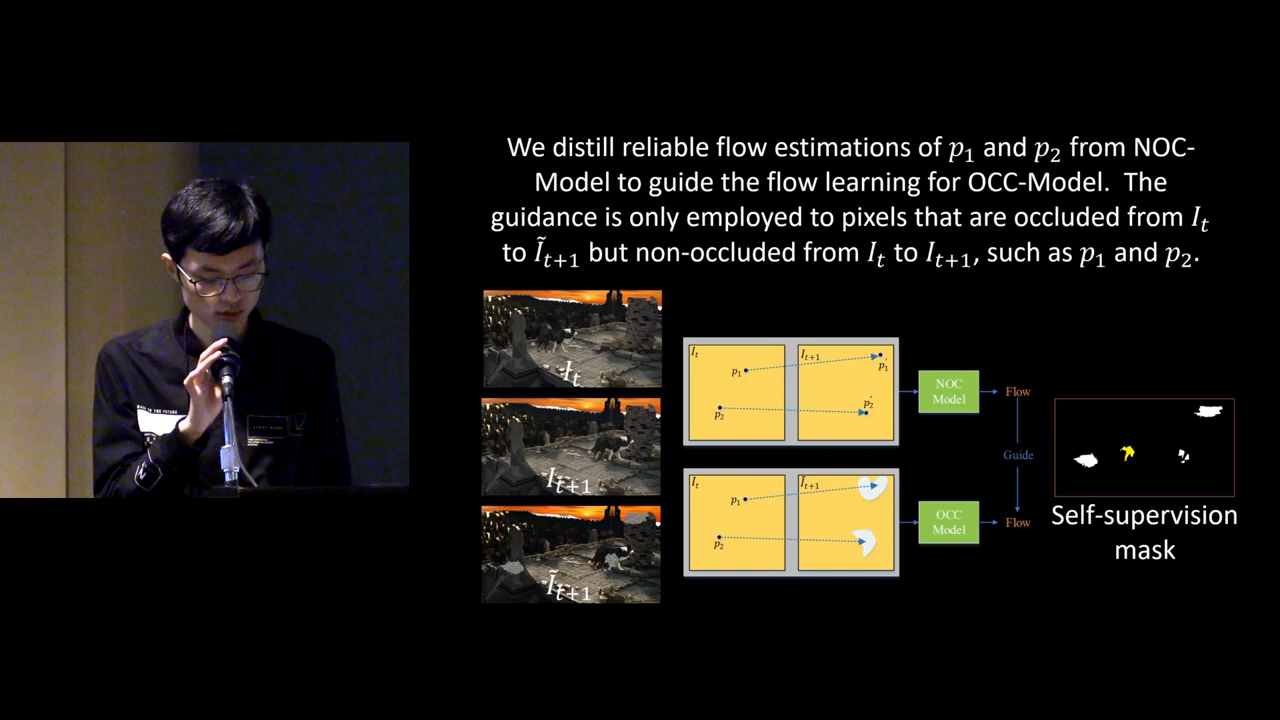 We distill reliable flow estimations of p₁ and p₂ from NOC-
Model to guide the flow learning for OCC-Model. The
guidance is only employed to pixels that are occluded from Iₜ
to Ĩₜ₊₁ but non-occluded from Iₜ to Iₜ₊₁, such as p₁ and p₂.
Iₜ
Iₜ₊₁
Ĩₜ₊₁
Iₜ
Iₜ₊₁
p₁
p₁'
p₂
p₂'
NOC
Model
Flow
Guide
Iₜ
Iₜ₊₁
p₁
p₂
OCC
Model
Flow
Self-supervision
mask